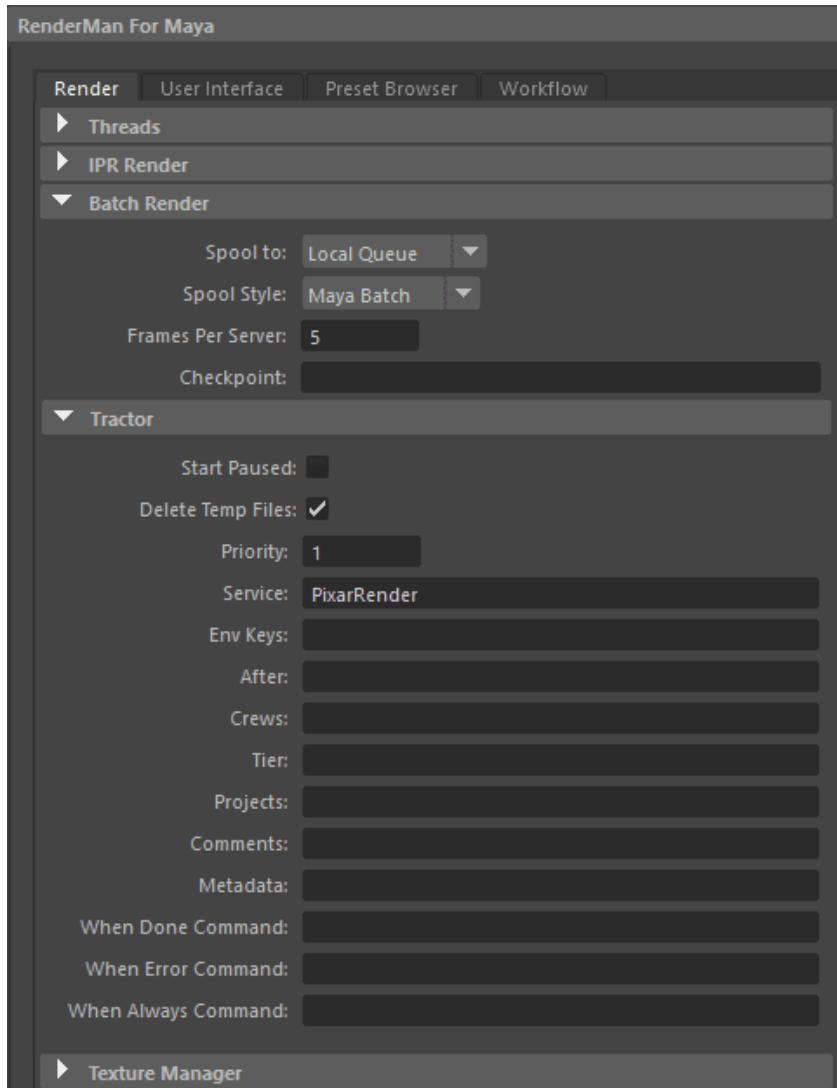 RenderMan For Maya
Render User Interface Preset Browser Workflow
Threads
IPR Render
Batch Render
Spool to: Local Queue
Spool Style: Maya Batch
Frames Per Server: 5
Checkpoint:
Tractor
Start Paused:
Delete Temp Files:
Priority: 1
Service: PixarRender
Env Keys:
After:
Crews:
Tier:
Projects:
Comments:
Metadata:
When Done Command:
When Error Command:
When Always Command:
Texture Manager